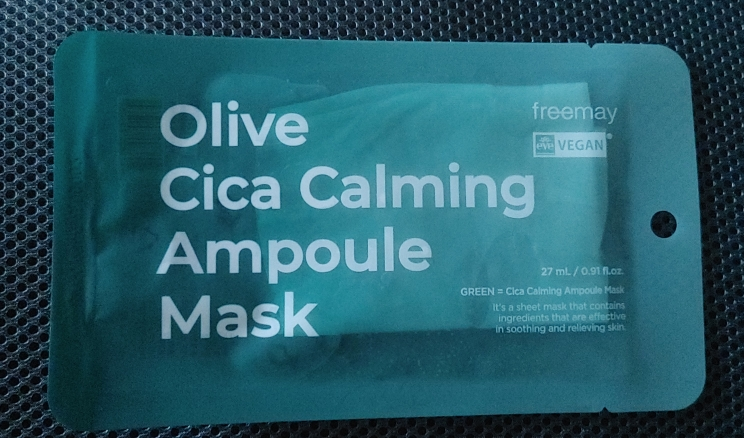 Olive
Cica Calming
Ampoule
Mask
freemay
eve VEGAN®
27 mL / 0.91 fl.oz.
GREEN = Cica Calming Ampoule Mask
It's a sheet mask that contains
ingredients that are effective
in soothing and relieving skin.